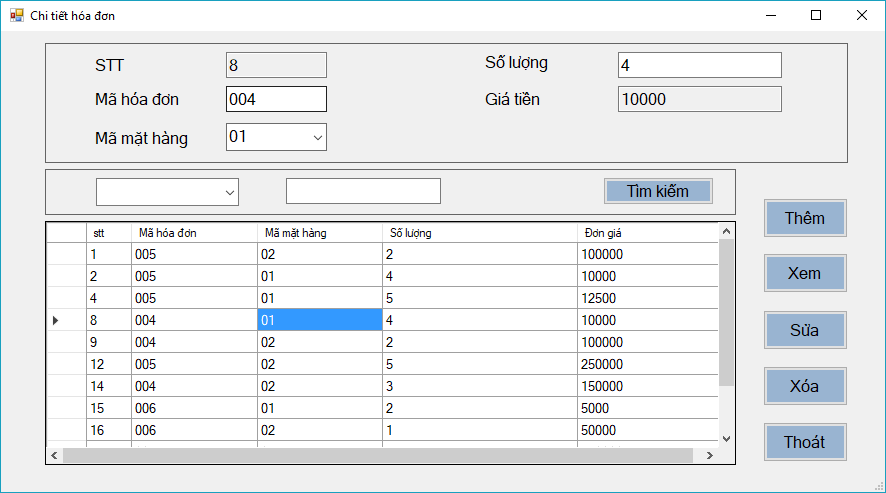 Chi tiết hóa đơn
STT 8 Số lượng 4
Mã hóa đơn 004 Giá tiền 10000
Mã mặt hàng 01
Tìm kiếm
Thêm
Xem
Sửa
Xóa
Thoát
stt Mã hóa đơn Mã mặt hàng Số lượng Đơn giá
1 005 02 2 100000
2 005 01 4 10000
4 005 01 5 12500
8 004 01 4 10000
9 004 02 2 100000
12 005 02 5 250000
14 004 02 3 150000
15 006 01 2 5000
16 006 02 1 50000